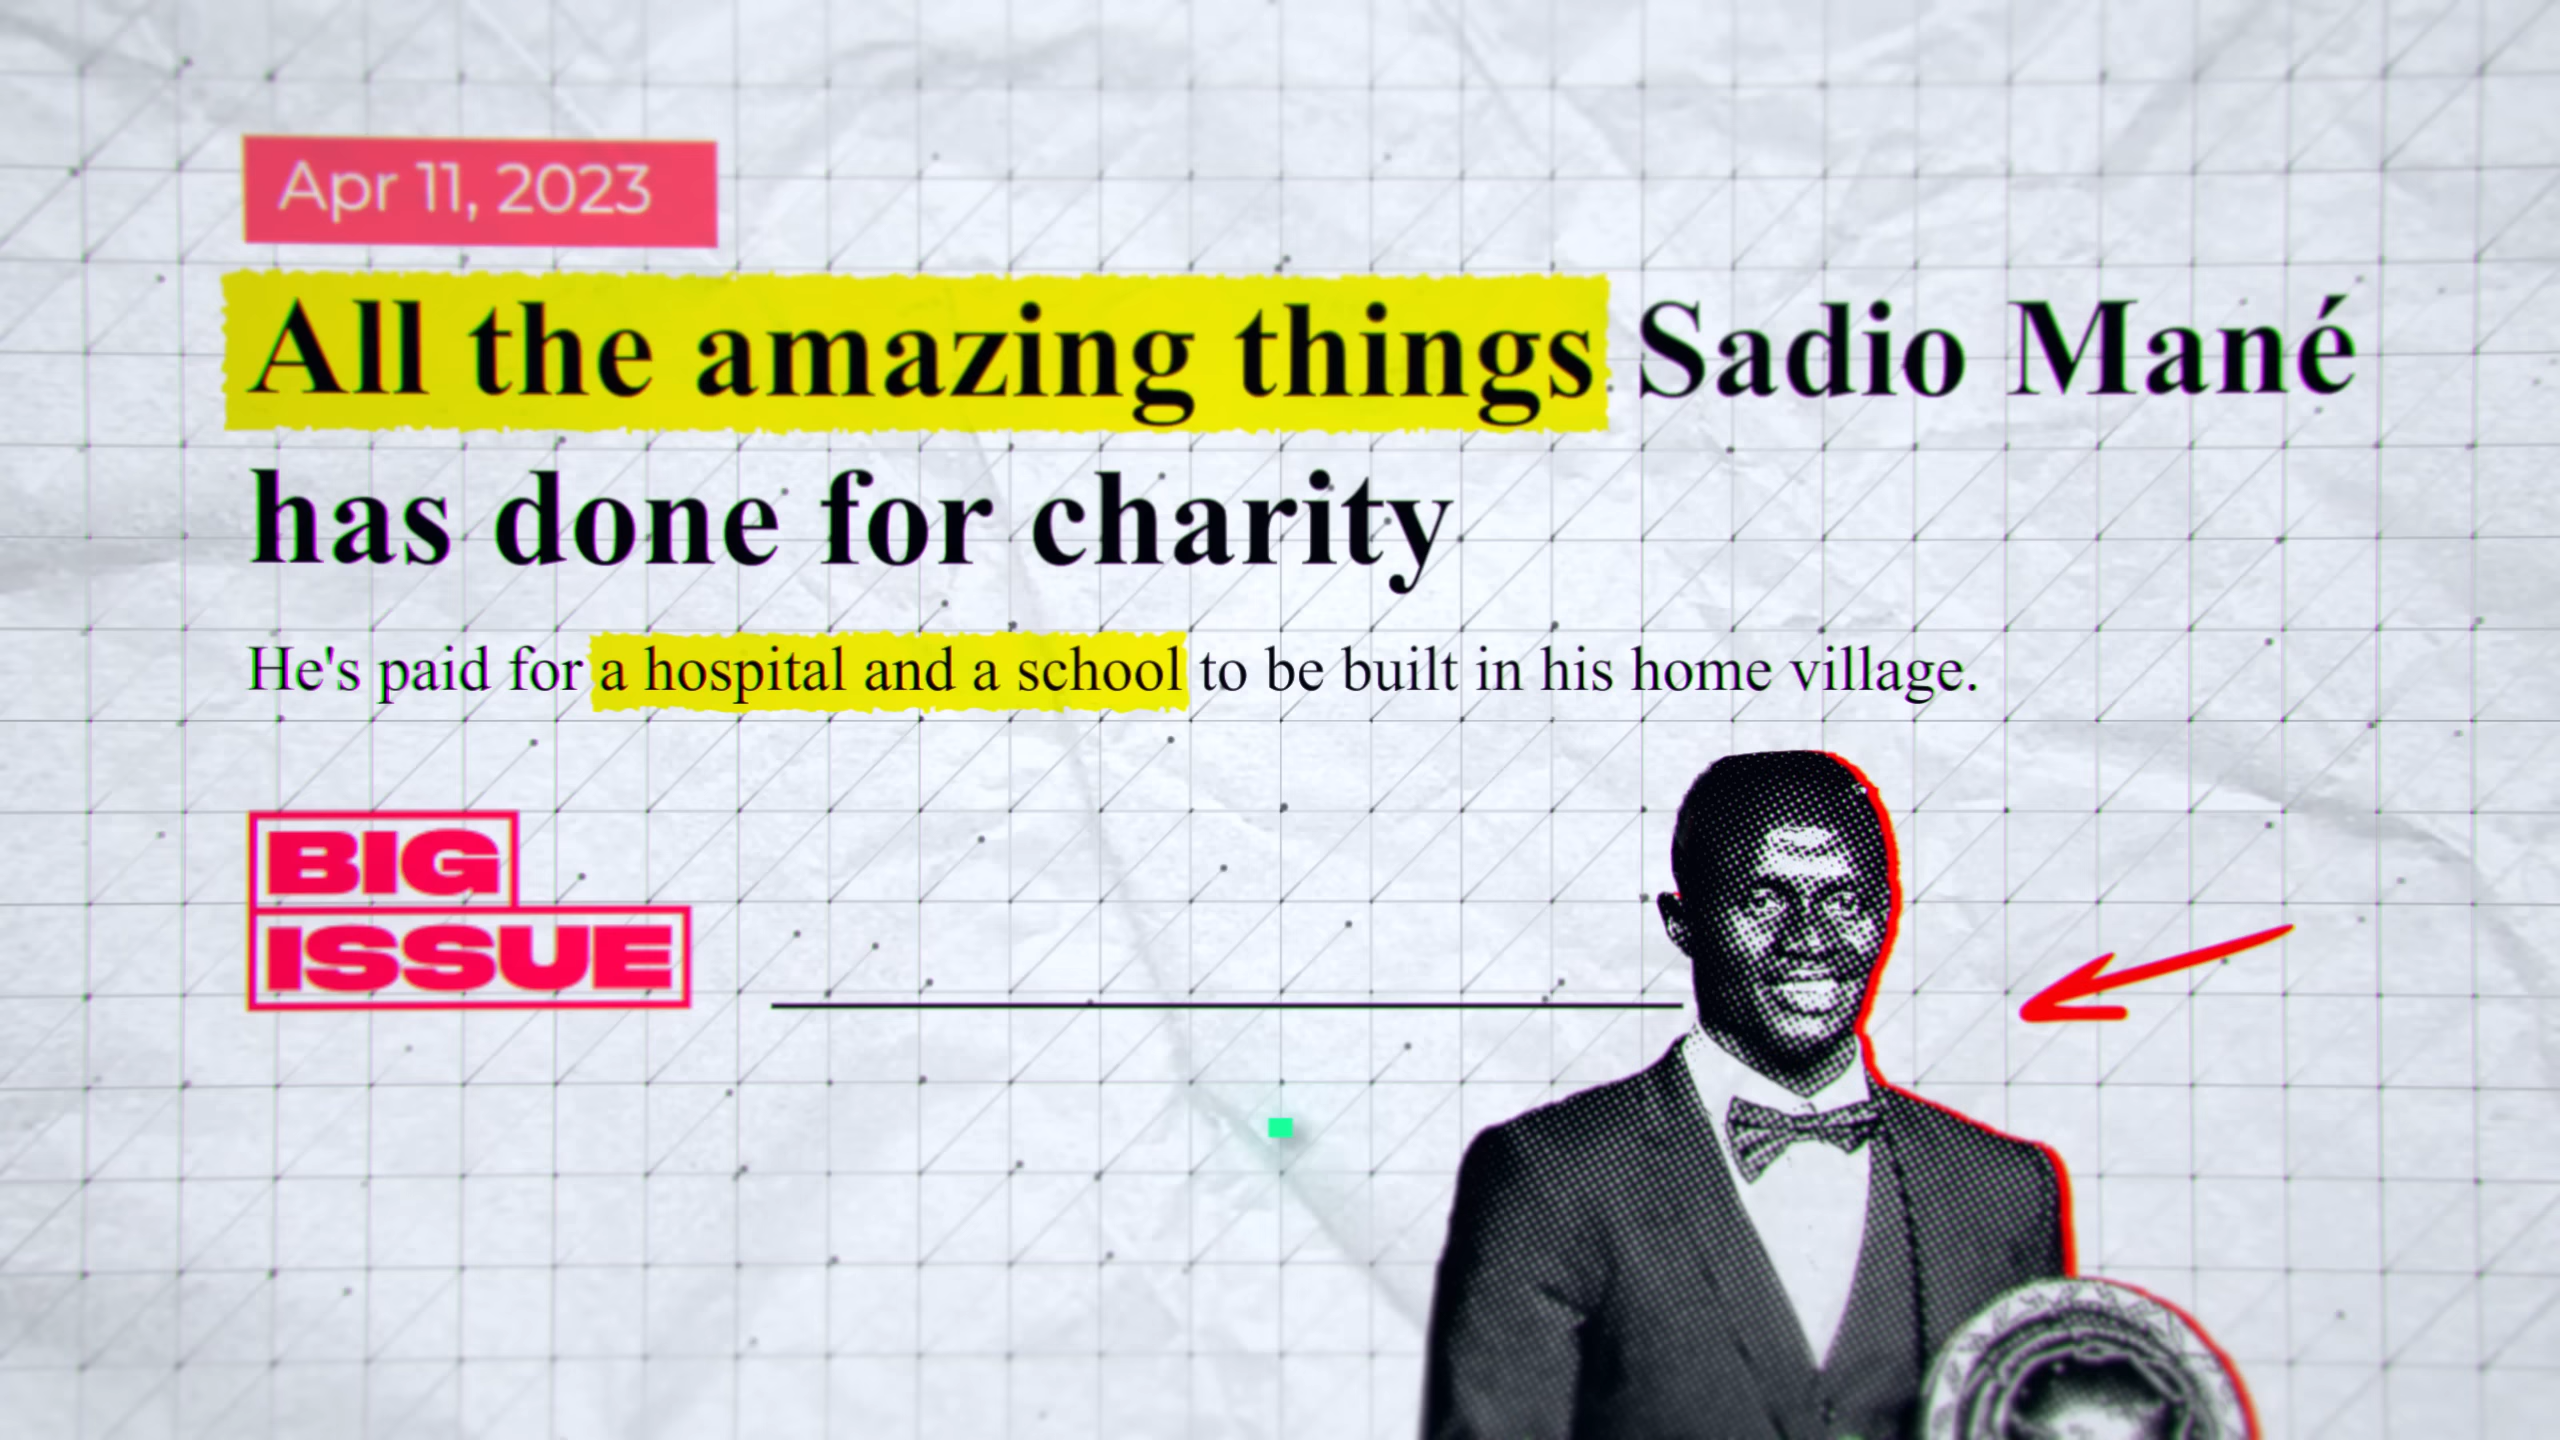 Apr 11, 2023
All the amazing things Sadio Mané
has done for charity
He's paid for a hospital and a school to be built in his home village.
BIG
ISSUE